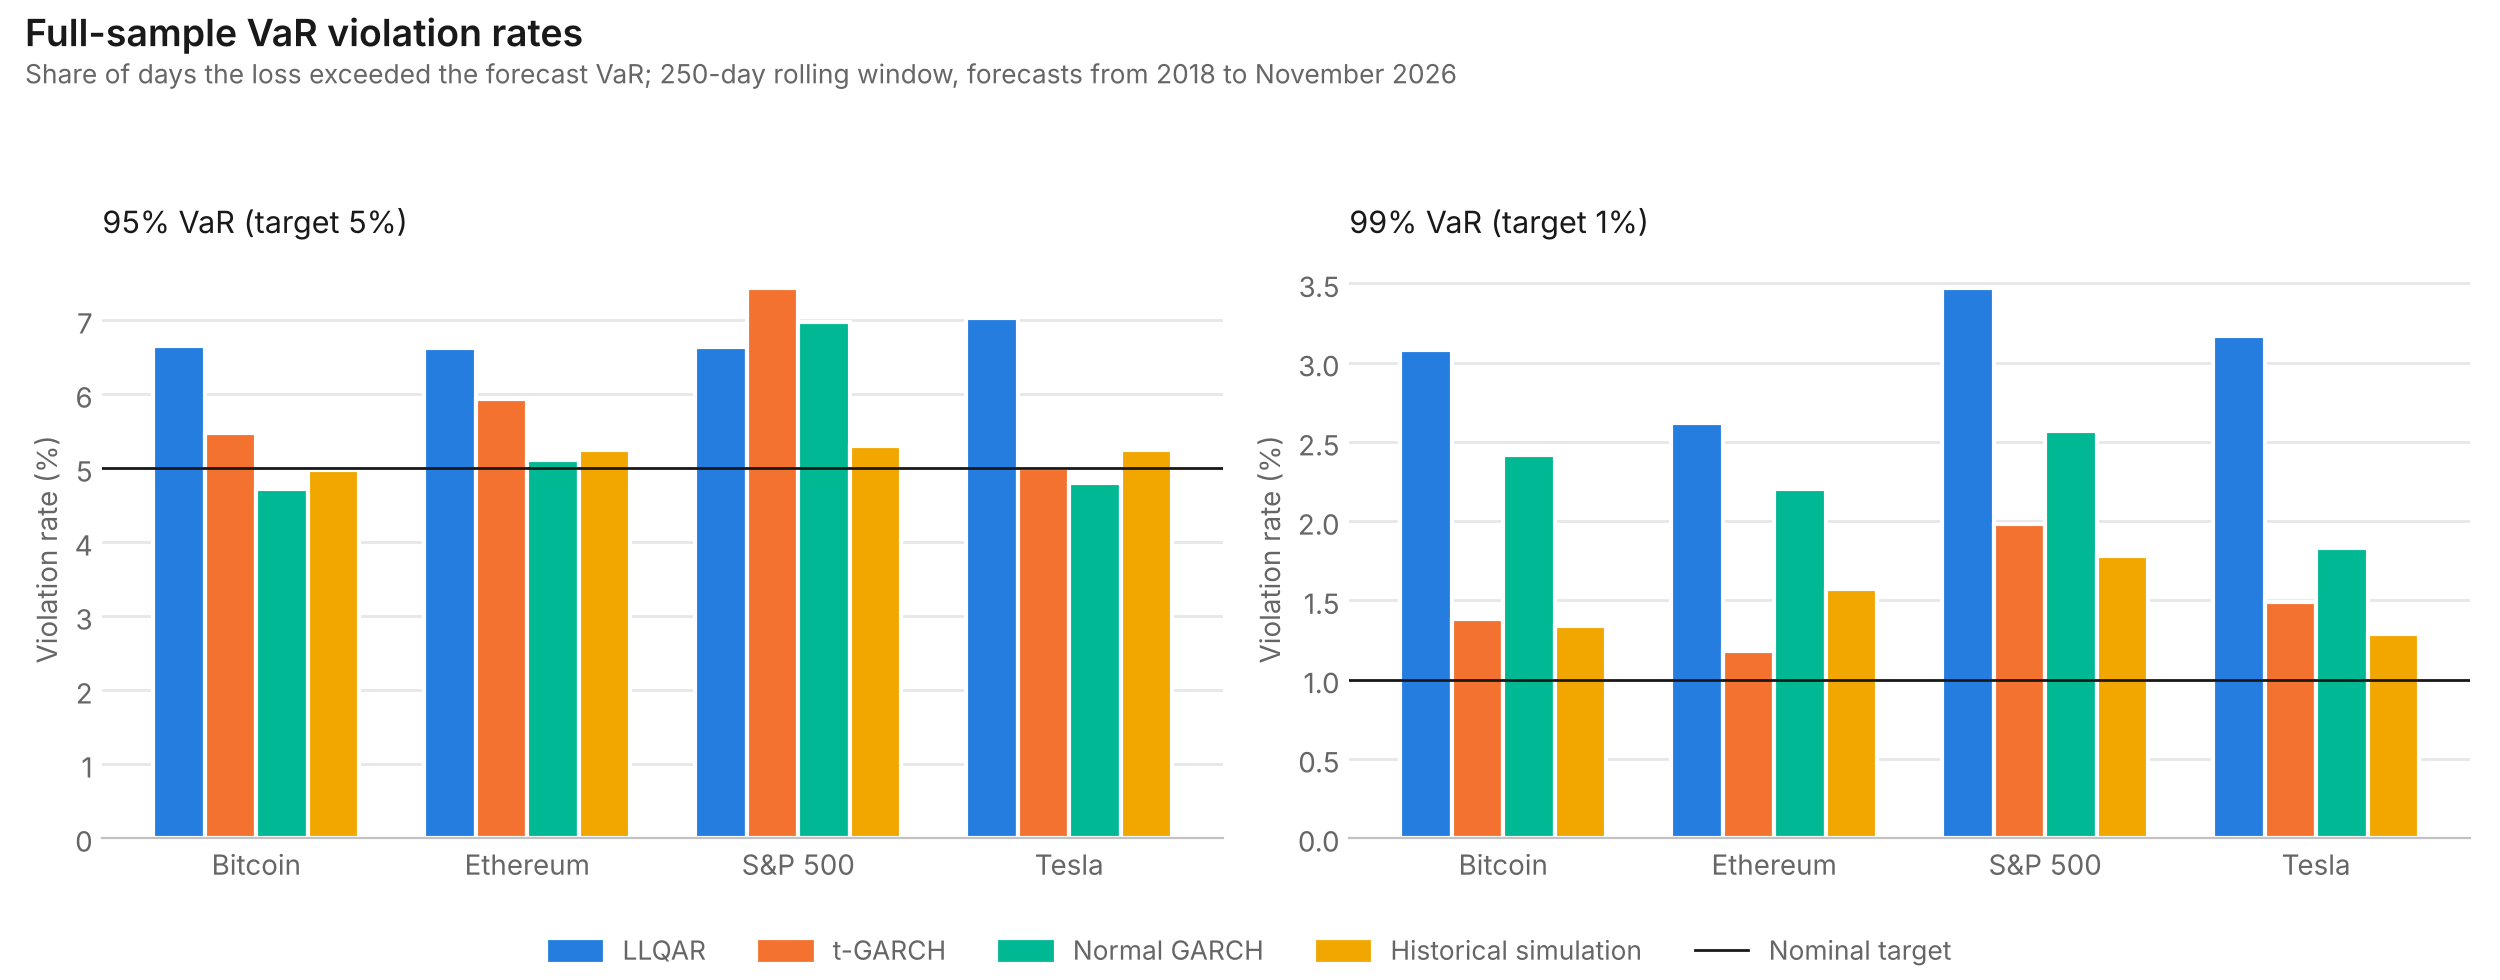 Full-sample VaR violation rates
Share of days the loss exceeded the forecast VaR; 250-day rolling window, forecasts from 2018 to November 2026
95% VaR (target 5%)
Violation rate (%)
7
6
5
4
3
2
1
0
Bitcoin Ethereum S&P 500 Tesla
99% VaR (target 1%)
Violation rate (%)
3.5
3.0
2.5
2.0
1.5
1.0
0.5
0.0
Bitcoin Ethereum S&P 500 Tesla
LLQAR t-GARCH Normal GARCH Historical simulation Nominal target